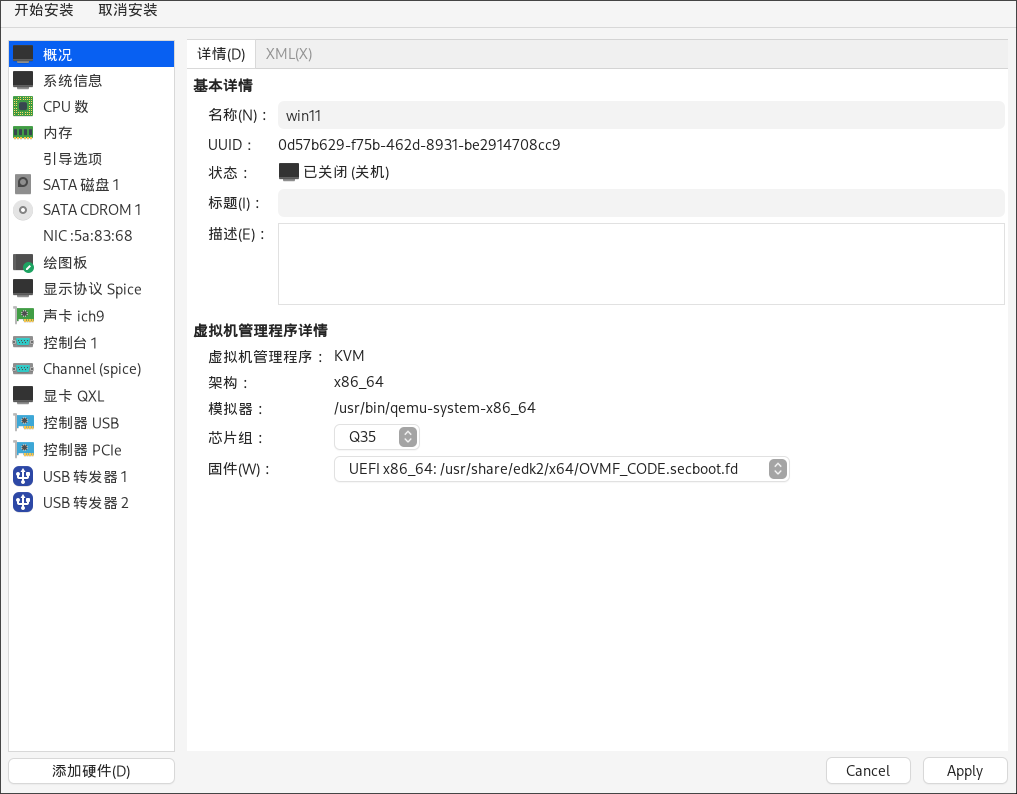 开始安装 取消安装
概况
系统信息
CPU 数
内存
引导选项
SATA 磁盘 1
SATA CDROM 1
NIC :5a:83:68
绘图板
显示协议 Spice
声卡 ich9
控制台 1
Channel (spice)
显卡 QXL
控制器 USB
控制器 PCIe
USB 转发器 1
USB 转发器 2
添加硬件(D)
详情(D) XML(X)
基本详情
名称(N)： win11
UUID： 0d57b629-f75b-462d-8931-be2914708cc9
状态： 已关闭 (关机)
标题(I)：
描述(E)：
虚拟机管理程序详情
虚拟机管理程序： KVM
架构： x86_64
模拟器： /usr/bin/qemu-system-x86_64
芯片组： Q35
固件(W)： UEFI x86_64: /usr/share/edk2/x64/OVMF_CODE.secboot.fd
Cancel Apply